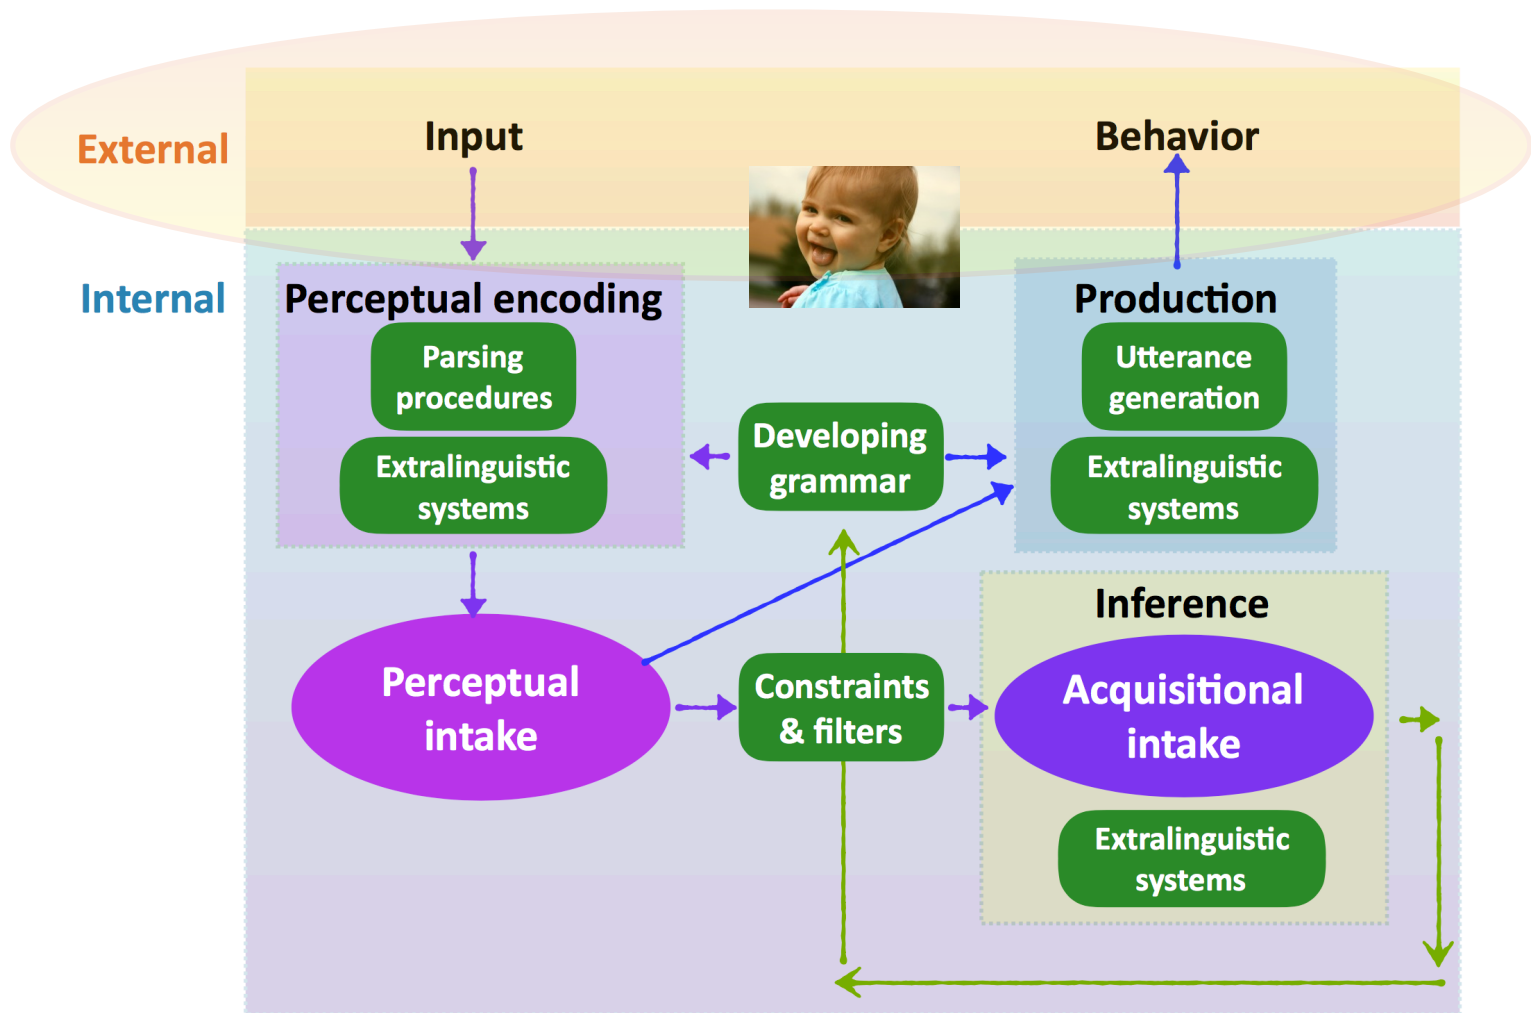 External
Input
Behavior
Internal
Perceptual encoding
Parsing
procedures
Extralinguistic
systems
Developing
grammar
Production
Utterance
generation
Extralinguistic
systems
Perceptual
intake
Constraints
& filters
Inference
Acquisitional
intake
Extralinguistic
systems